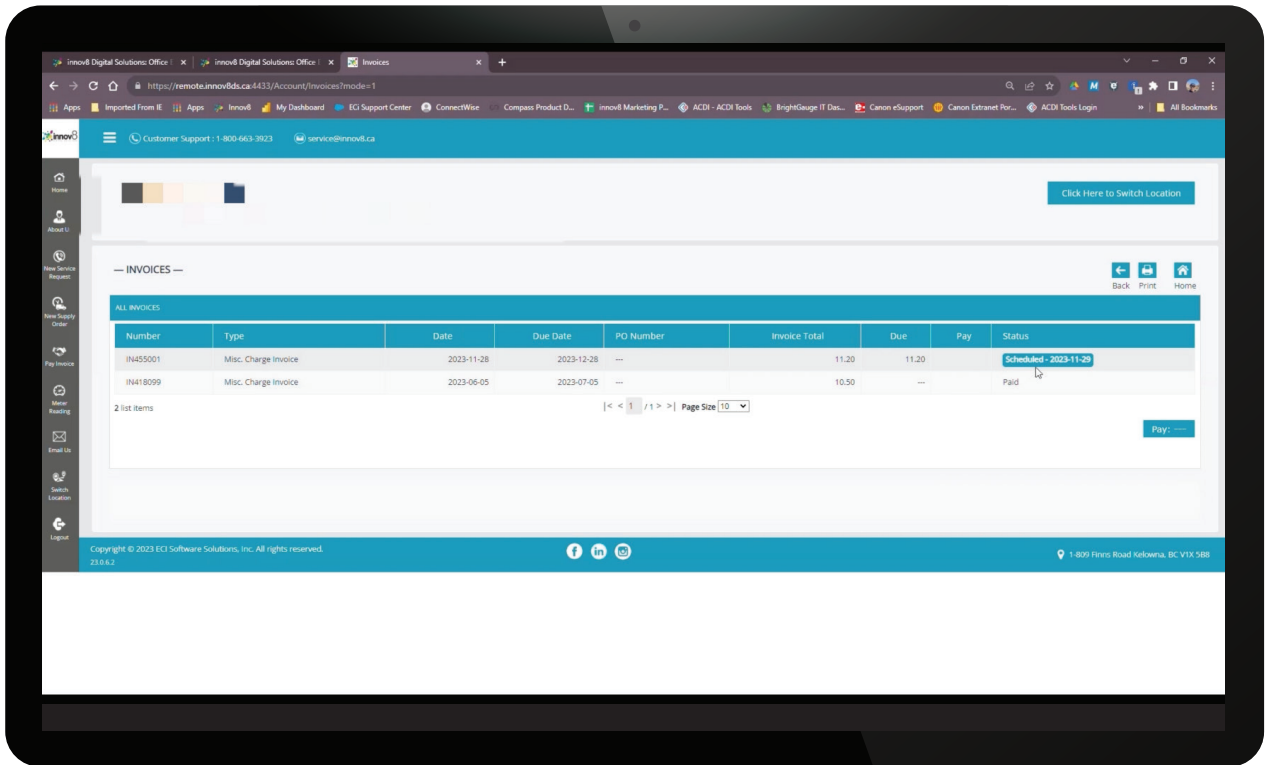 innov8 Digital Solutions: Office
innov8 Digital Solutions: Office
Invoices
https://remote.innov8ds.ca:4433/Account/Invoices?mode=1
Apps
Imported From IE
Apps
Innov8
My Dashboard
ECi Support Center
ConnectWise
Compass Product D...
innov8 Marketing P...
ACDI - ACDI Tools
BrightGauge IT Das...
Canon eSupport
Canon Extranet Por...
ACDI Tools Login
»
All Bookmarks
innov8
Customer Support : 1-800-663-3923
service@innov8.ca
Home
About U
New Service
Request
New Supply
Order
Pay Invoice
Meter
Reading
Email Us
Switch
Location
Logout
Click Here to Switch Location
— INVOICES —
Back Print Home
ALL INVOICES
Number Type Date Due Date PO Number Invoice Total Due Pay Status
IN455001 Misc. Charge Invoice 2023-11-28 2023-12-28 --- 11.20 11.20 Scheduled - 2023-11-29
IN418099 Misc. Charge Invoice 2023-06-05 2023-07-05 --- 10.50 --- Paid
2 list items |< < 1 / 1 > >| Page Size 10
Pay: ---
Copyright © 2023 ECI Software Solutions, Inc. All rights reserved.
23.0.6.2
1-809 Finns Road Kelowna, BC V1X 5B8